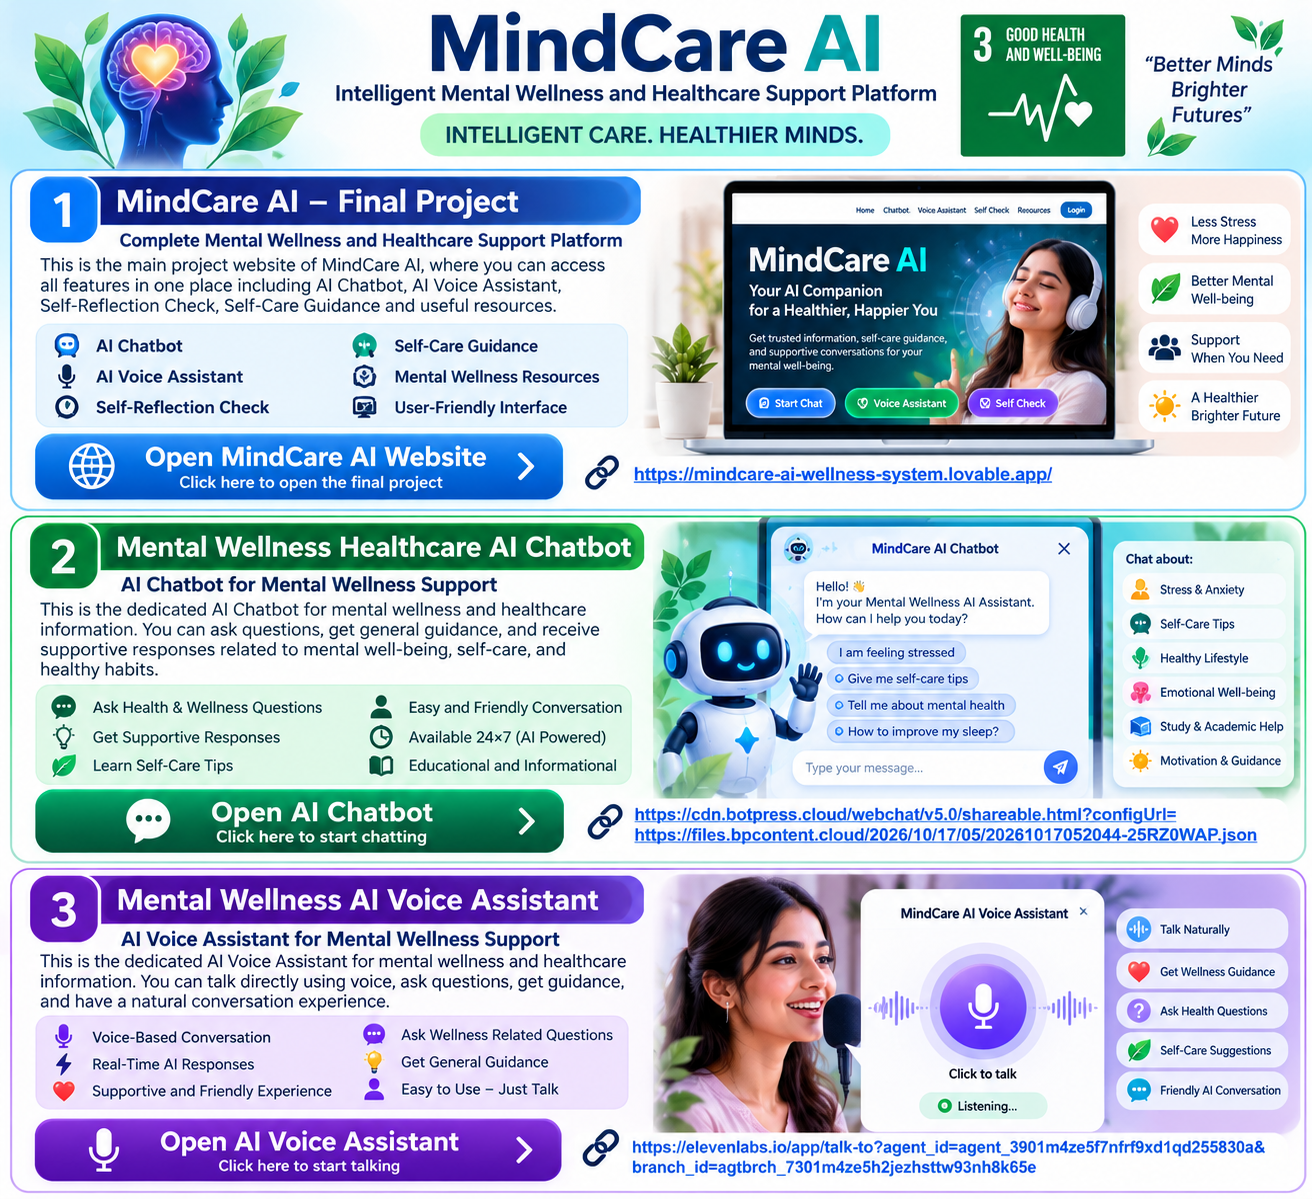 MindCare AI
Intelligent Mental Wellness and Healthcare Support Platform
INTELLIGENT CARE. HEALTHIER MINDS.
3 GOOD HEALTH
AND WELL-BEING
“Better Minds
Brighter
Futures”
1
MindCare AI – Final Project
Complete Mental Wellness and Healthcare Support Platform
This is the main project website of MindCare AI, where you can access
all features in one place including AI Chatbot, AI Voice Assistant,
Self-Reflection Check, Self-Care Guidance and useful resources.
AI Chatbot
AI Voice Assistant
Self-Reflection Check
Self-Care Guidance
Mental Wellness Resources
User-Friendly Interface
Open MindCare AI Website
Click here to open the final project
Home Chatbot Voice Assistant Self Check Resources Login
MindCare AI
Your AI Companion
for a Healthier, Happier You
Get trusted information, self-care guidance,
and supportive conversations for your
mental well-being.
Start Chat
Voice Assistant
Self Check
Less Stress
More Happiness
Better Mental
Well-being
Support
When You Need
A Healthier
Brighter Future
https://mindcare-ai-wellness-system.lovable.app/
2
Mental Wellness Healthcare AI Chatbot
AI Chatbot for Mental Wellness Support
This is the dedicated AI Chatbot for mental wellness and healthcare
information. You can ask questions, get general guidance, and receive
supportive responses related to mental well-being, self-care, and
healthy habits.
Ask Health & Wellness Questions
Get Supportive Responses
Learn Self-Care Tips
Easy and Friendly Conversation
Available 24×7 (AI Powered)
Educational and Informational
Open AI Chatbot
Click here to start chatting
MindCare AI Chatbot
Hello! 👋
I'm your Mental Wellness AI Assistant.
How can I help you today?
I am feeling stressed
Give me self-care tips
Tell me about mental health
How to improve my sleep?
Type your message...
Chat about:
Stress & Anxiety
Self-Care Tips
Healthy Lifestyle
Emotional Well-being
Study & Academic Help
Motivation & Guidance
https://cdn.botpress.cloud/webchat/v5.0/shareable.html?configUrl=
https://files.bpcontent.cloud/2026/10/17/05/20261017052044-25RZ0WAP.json
3
Mental Wellness AI Voice Assistant
AI Voice Assistant for Mental Wellness Support
This is the dedicated AI Voice Assistant for mental wellness and healthcare
information. You can talk directly using voice, ask questions, get guidance,
and have a natural conversation experience.
Voice-Based Conversation
Real-Time AI Responses
Supportive and Friendly Experience
Ask Wellness Related Questions
Get General Guidance
Easy to Use – Just Talk
Open AI Voice Assistant
Click here to start talking
MindCare AI Voice Assistant
Click to talk
Listening...
Talk Naturally
Get Wellness Guidance
Ask Health Questions
Self-Care Suggestions
Friendly AI Conversation
https://elevenlabs.io/app/talk-to?agent_id=agent_3901m4ze5f7nfrf9xd1qd255830a&
branch_id=agtbrch_7301m4ze5h2jezhsttw93nh8k65e